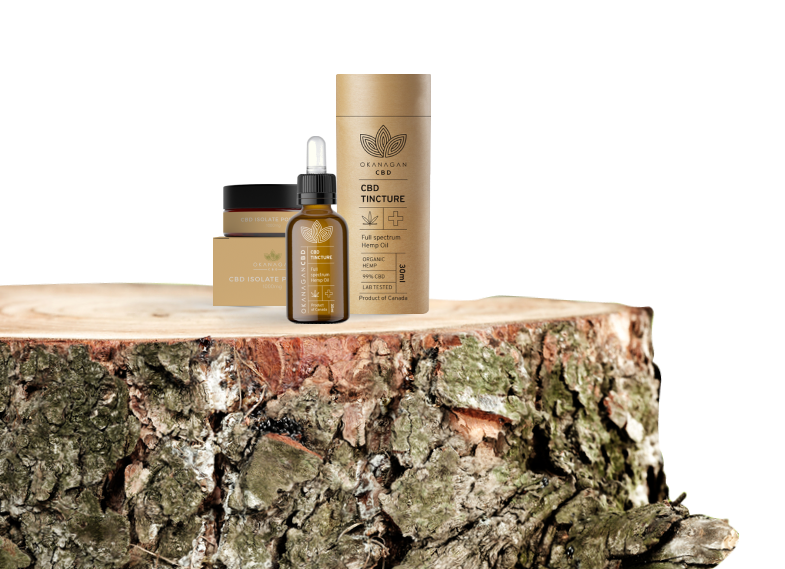 OKANAGAN
CBD
CBD
TINCTURE
Full spectrum
Hemp Oil
ORGANIC
HEMP
99% CBD
LAB TESTED
30ml
Product of Canada
CBD ISOLATE
OKANAGAN
CBD ISOLATE
OKANAGAN CBD
CBD
TINCTURE
Full
spectrum
Hemp Oil
Product
of Canada